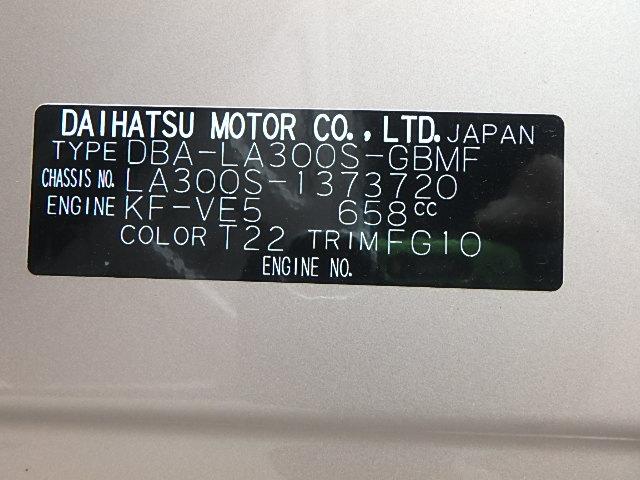 DAIHATSU MOTOR CO., LTD. JAPAN
TYPE DBA-LA300S-GBMF
CHASSIS NO. LA300S-1373720
ENGINE KF-VE5 658cc
COLOR T22 TRIM FG10
ENGINE NO.